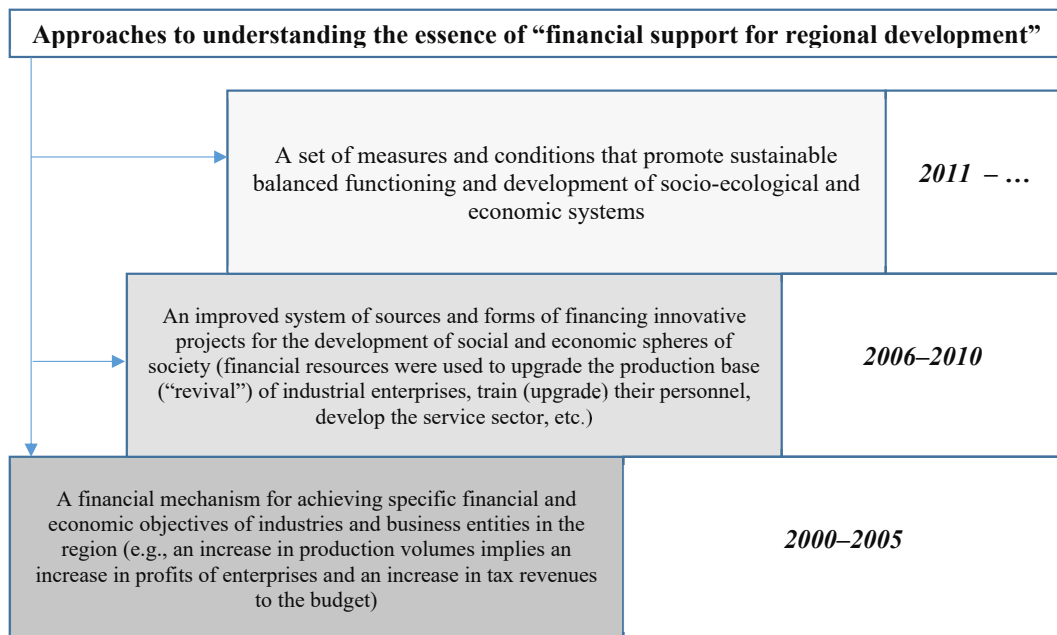 Approaches to understanding the essence of “financial support for regional development”
A set of measures and conditions that promote sustainable
balanced functioning and development of socio-ecological and
economic systems
2011 – …
An improved system of sources and forms of financing innovative
projects for the development of social and economic spheres of
society (financial resources were used to upgrade the production base
(“revival”) of industrial enterprises, train (upgrade) their personnel,
develop the service sector, etc.)
2006–2010
A financial mechanism for achieving specific financial and
economic objectives of industries and business entities in the
region (e.g., an increase in production volumes implies an
increase in profits of enterprises and an increase in tax revenues
to the budget)
2000–2005